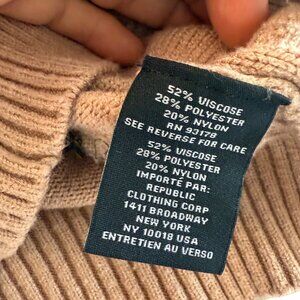 52% VISCOSE
28% POLYESTER
20% NYLON
RN 93178
SEE REVERSE FOR CARE
52% VISCOSE
28% POLYESTER
20% NYLON
IMPORTÉ PAR:
REPUBLIC
CLOTHING CORP
1411 BROADWAY
NEW YORK
NY 10018 USA
ENTRETIEN AU VERSO